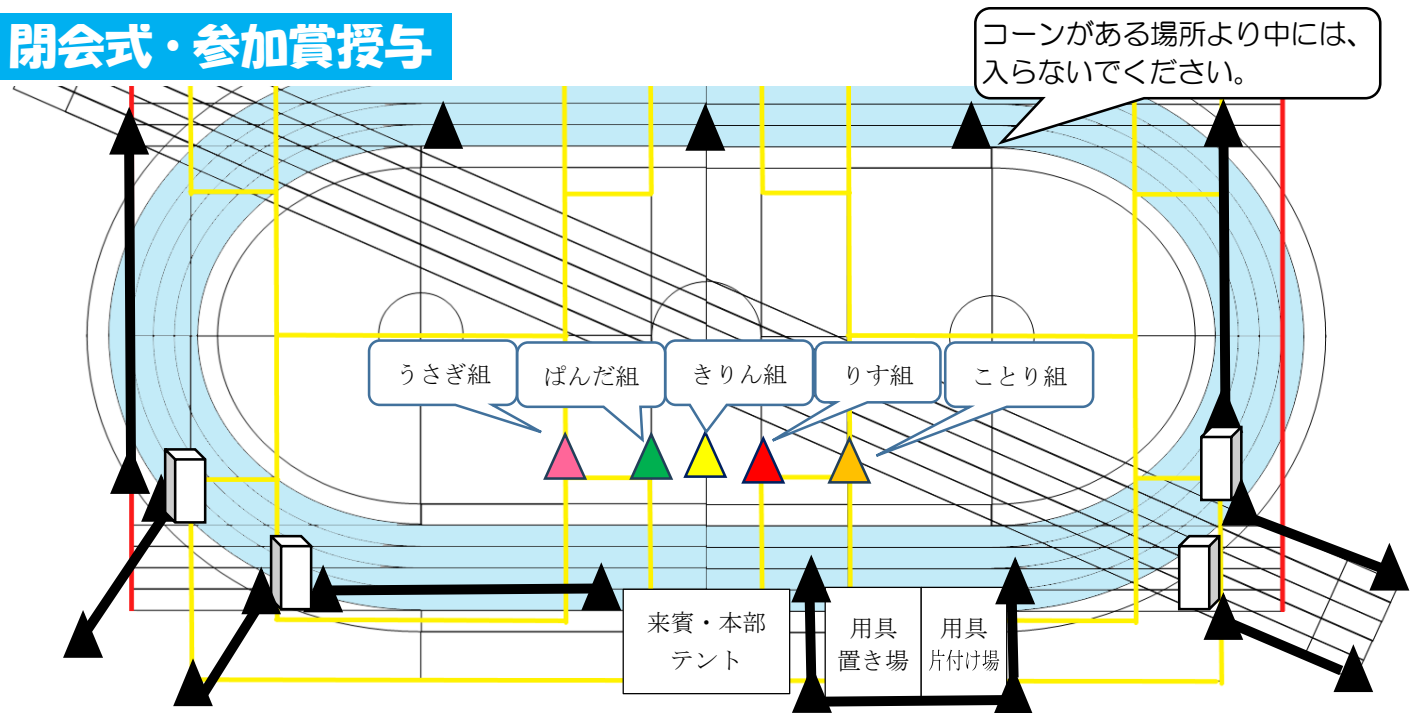 閉会式・参加賞授与
コーンがある場所より中には、
入らないでください。
うさぎ組
ぱんだ組
きりん組
りす組
ことり組
来賓・本部
テント
用具
置き場
用具
片付け場